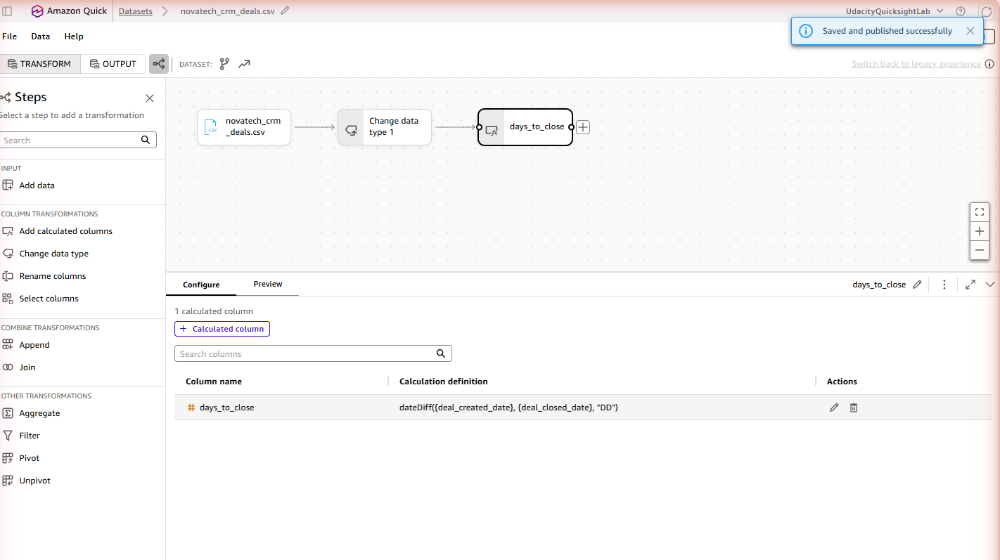 Amazon Quick
Datasets
novatech_crm_deals.csv
UdacityQuicksightLab
File
Data
Help
Saved and published successfully
TRANSFORM
OUTPUT
DATASET:
Switch back to legacy experience
Steps
Select a step to add a transformation
Search
INPUT
Add data
COLUMN TRANSFORMATIONS
Add calculated columns
Change data type
Rename columns
Select columns
COMBINE TRANSFORMATIONS
Append
Join
OTHER TRANSFORMATIONS
Aggregate
Filter
Pivot
Unpivot
CSV
novatech_crm
_deals.csv
Change data
type 1
days_to_close
Configure
Preview
days_to_close
1 calculated column
+ Calculated column
Search columns
Column name
Calculation definition
Actions
# days_to_close
dateDiff({deal_created_date}, {deal_closed_date}, "DD")